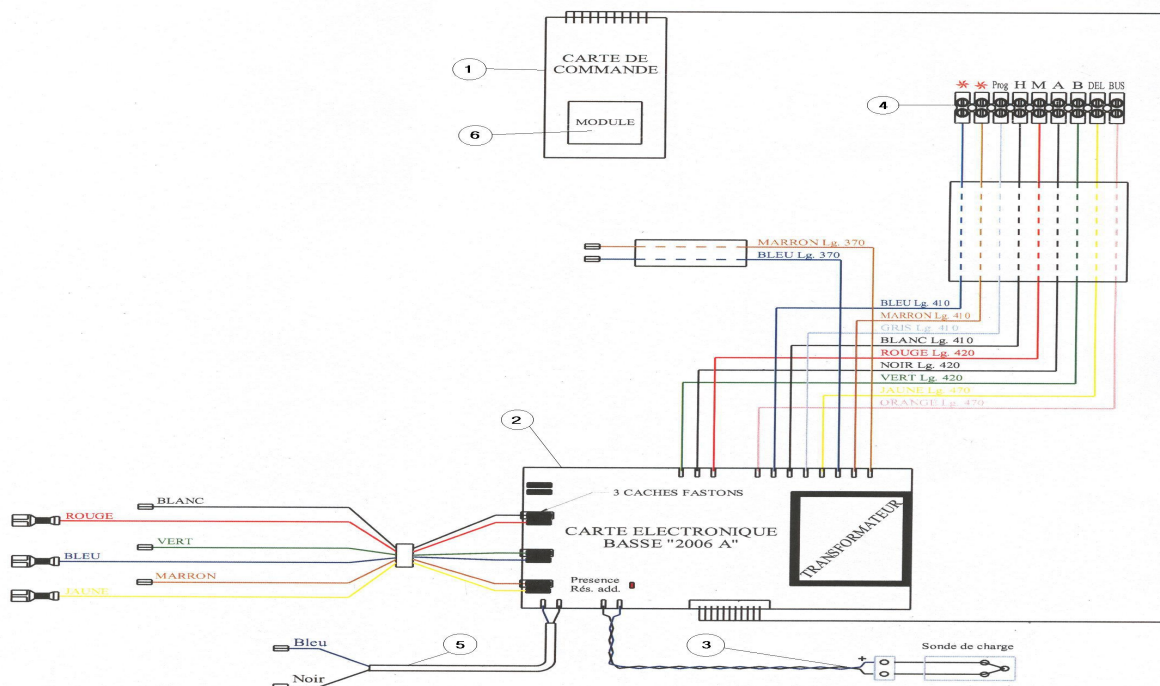 1
CARTE DE
COMMANDE
6
MODULE
4
* * Prog H M A B DEL BUS
MARRON Lg. 370
BLEU Lg. 370
BLEU Lg. 410
MARRON Lg. 410
GRIS Lg. 410
BLANC Lg. 410
ROUGE Lg. 420
NOIR Lg. 420
VERT Lg. 420
JAUNE Lg. 470
ORANGE Lg. 470
2
3 CACHES FASTONS
CARTE ELECTRONIQUE
BASSE "2006 A"
TRANSFORMATEUR
Presence
Rés. add.
BLANC
ROUGE
VERT
BLEU
MARRON
JAUNE
Bleu
Noir
5
3
+
-
Sonde de charge